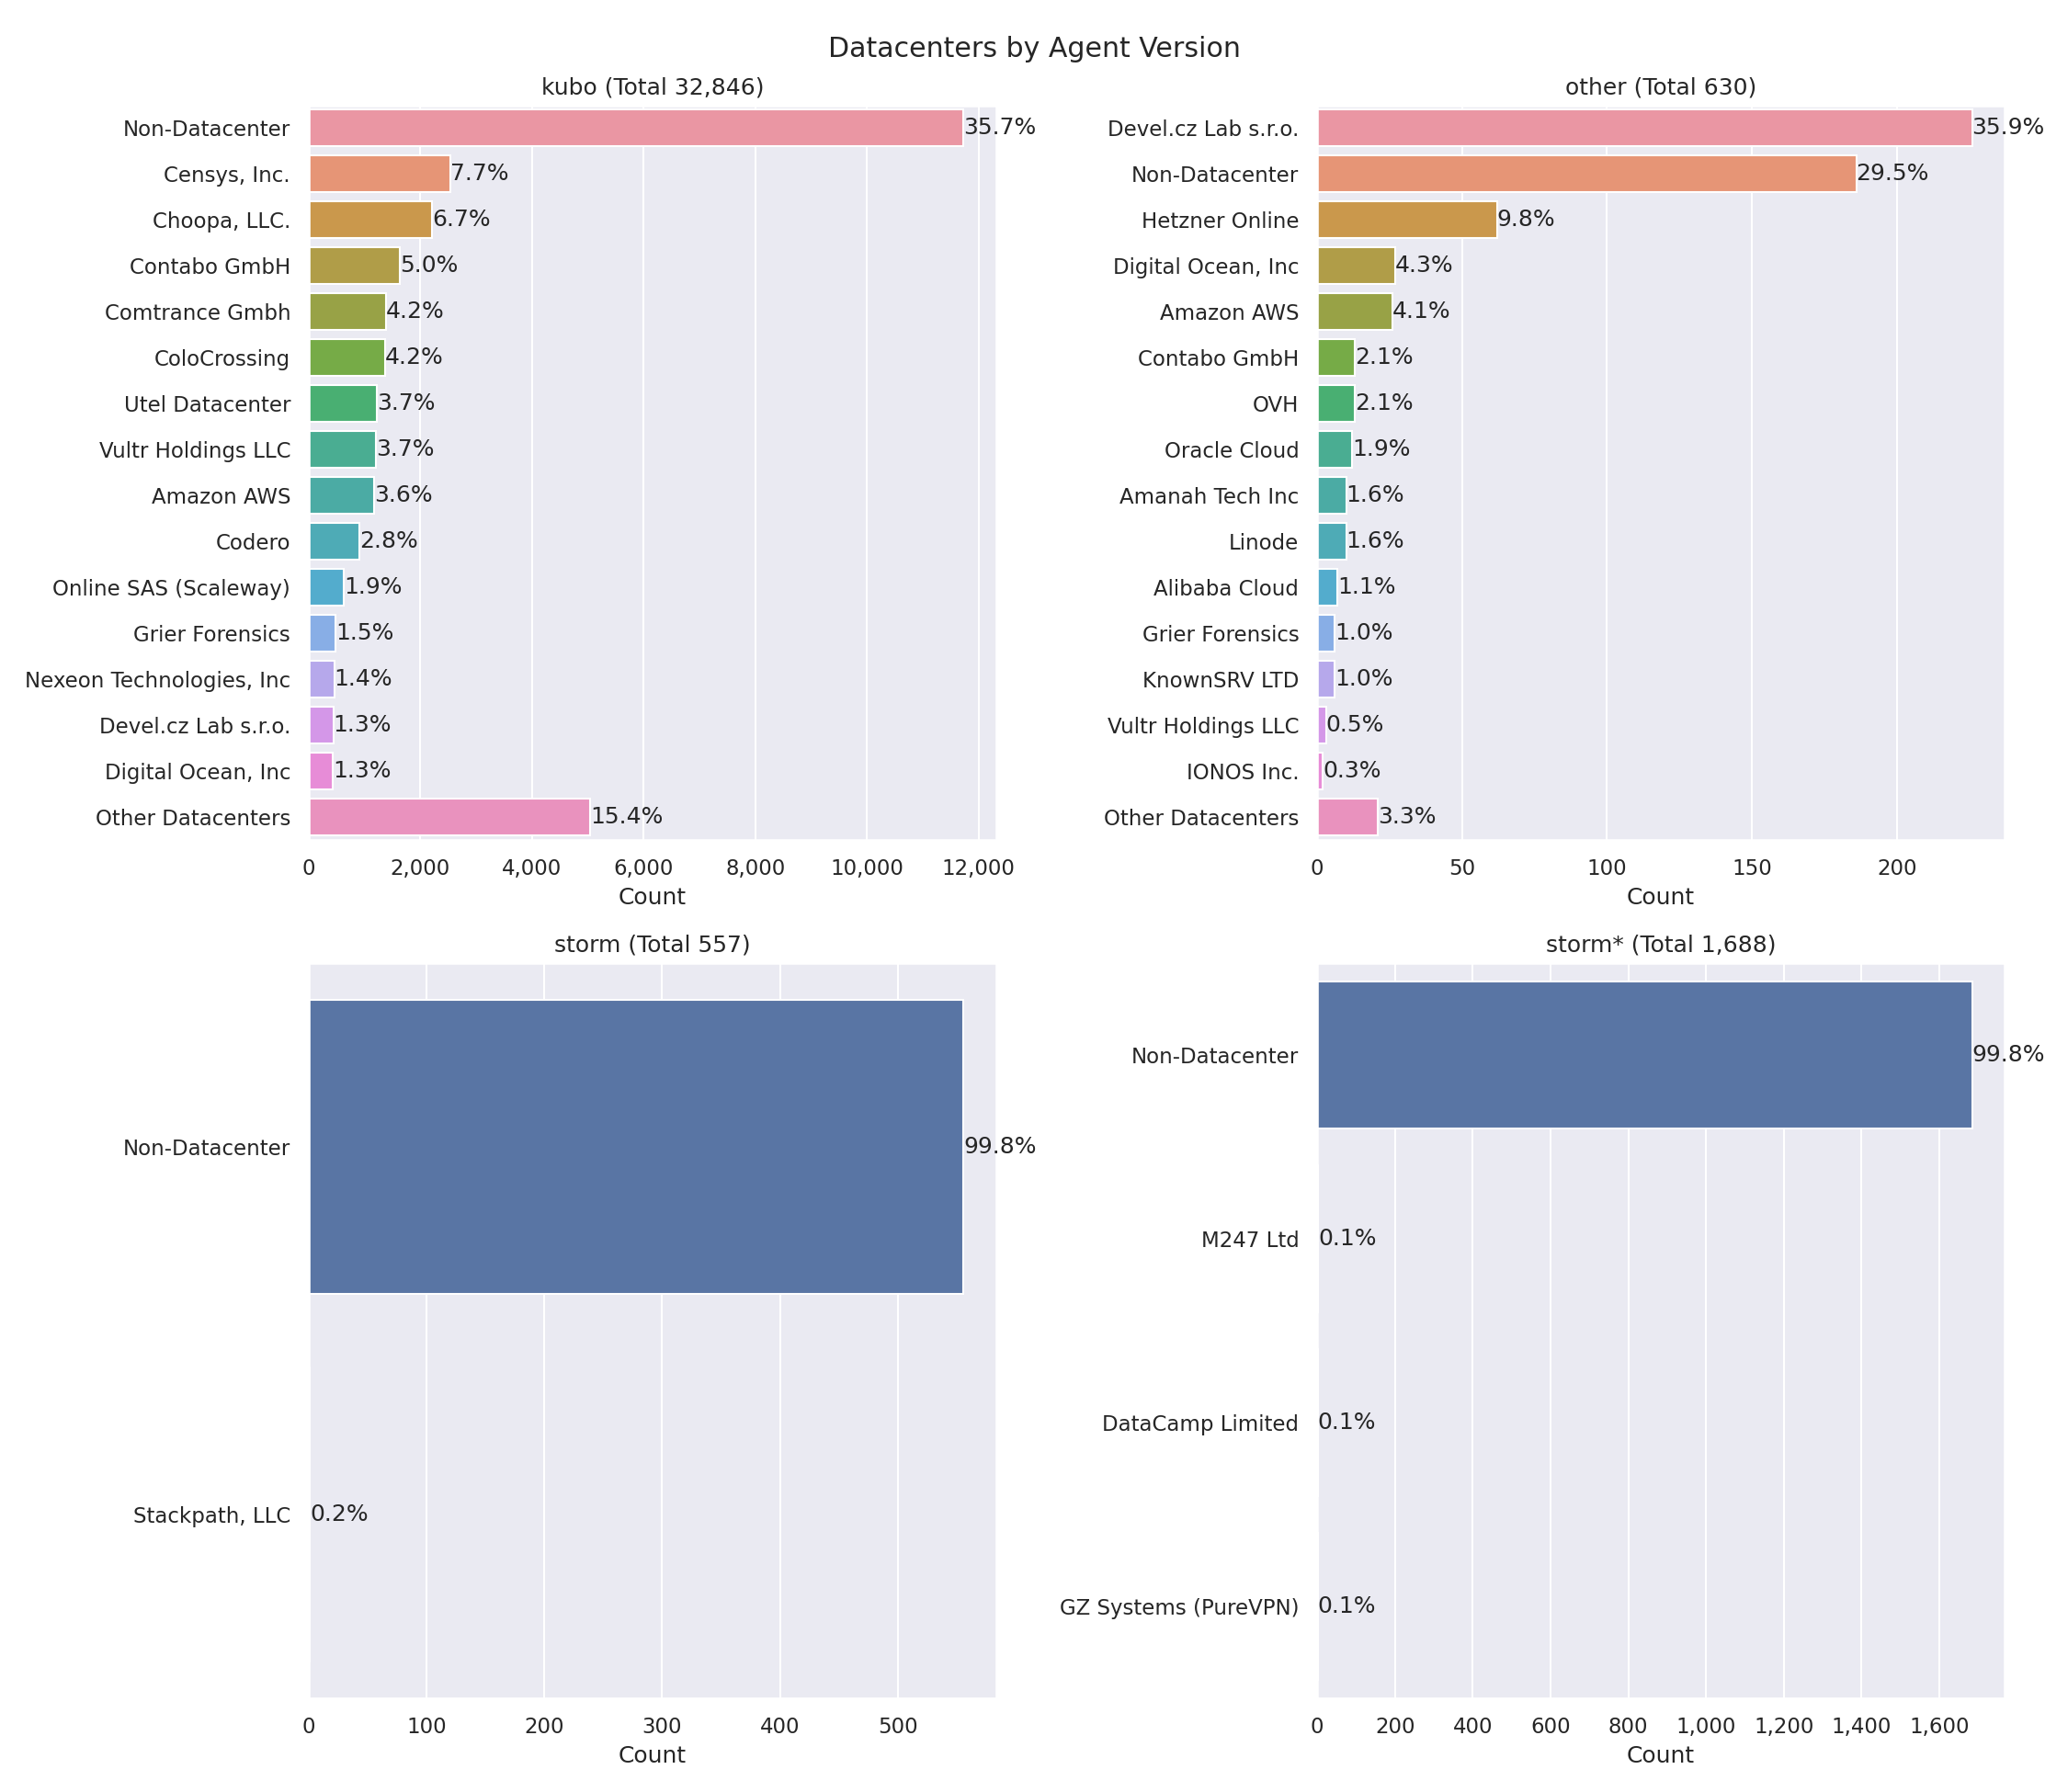 Datacenters by Agent Version
kubo (Total 32,846)
Non-Datacenter 35.7%
Censys, Inc. 7.7%
Choopa, LLC. 6.7%
Contabo GmbH 5.0%
Comtrance Gmbh 4.2%
ColoCrossing 4.2%
Utel Datacenter 3.7%
Vultr Holdings LLC 3.7%
Amazon AWS 3.6%
Codero 2.8%
Online SAS (Scaleway) 1.9%
Grier Forensics 1.5%
Nexeon Technologies, Inc 1.4%
Devel.cz Lab s.r.o. 1.3%
Digital Ocean, Inc 1.3%
Other Datacenters 15.4%
0 2,000 4,000 6,000 8,000 10,000 12,000
Count
other (Total 630)
Devel.cz Lab s.r.o. 35.9%
Non-Datacenter 29.5%
Hetzner Online 9.8%
Digital Ocean, Inc 4.3%
Amazon AWS 4.1%
Contabo GmbH 2.1%
OVH 2.1%
Oracle Cloud 1.9%
Amanah Tech Inc 1.6%
Linode 1.6%
Alibaba Cloud 1.1%
Grier Forensics 1.0%
KnownSRV LTD 1.0%
Vultr Holdings LLC 0.5%
IONOS Inc. 0.3%
Other Datacenters 3.3%
0 50 100 150 200
Count
storm (Total 557)
Non-Datacenter 99.8%
Stackpath, LLC 0.2%
0 100 200 300 400 500
Count
storm* (Total 1,688)
Non-Datacenter 99.8%
M247 Ltd 0.1%
DataCamp Limited 0.1%
GZ Systems (PureVPN) 0.1%
0 200 400 600 800 1,000 1,200 1,400 1,600
Count